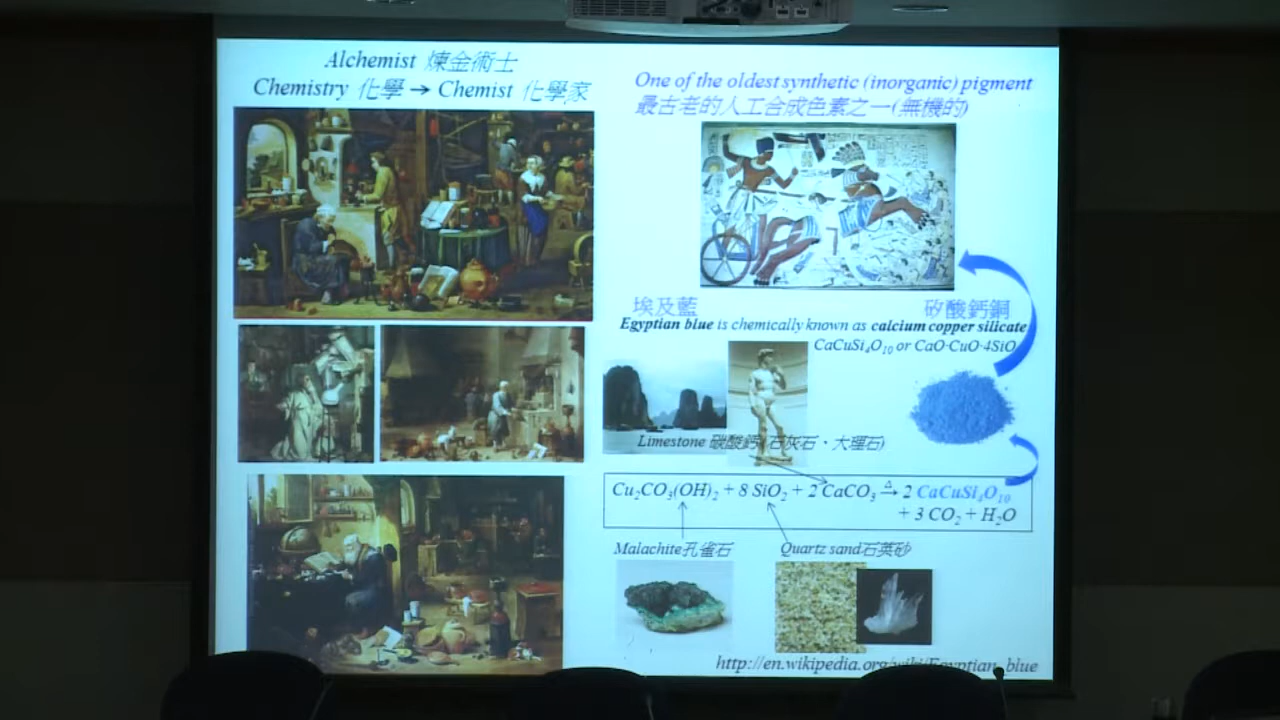 Alchemist 煉金術士
Chemistry 化學 → Chemist 化學家
One of the oldest synthetic (inorganic) pigment
最古老的人工合成色素之一(無機的)
埃及藍 矽酸鈣銅
Egyptian blue is chemically known as calcium copper silicate
CaCuSi₄O₁₀ or CaO·CuO·4SiO
Limestone 碳酸鈣(石灰石、大理石)
Cu₂CO₃(OH)₂ + 8 SiO₂ + 2 CaCO₃ →Δ 2 CaCuSi₄O₁₀
+ 3 CO₂ + H₂O
Malachite孔雀石 Quartz sand石英砂
http://en.wikipedia.org/wiki/Egyptian_blue